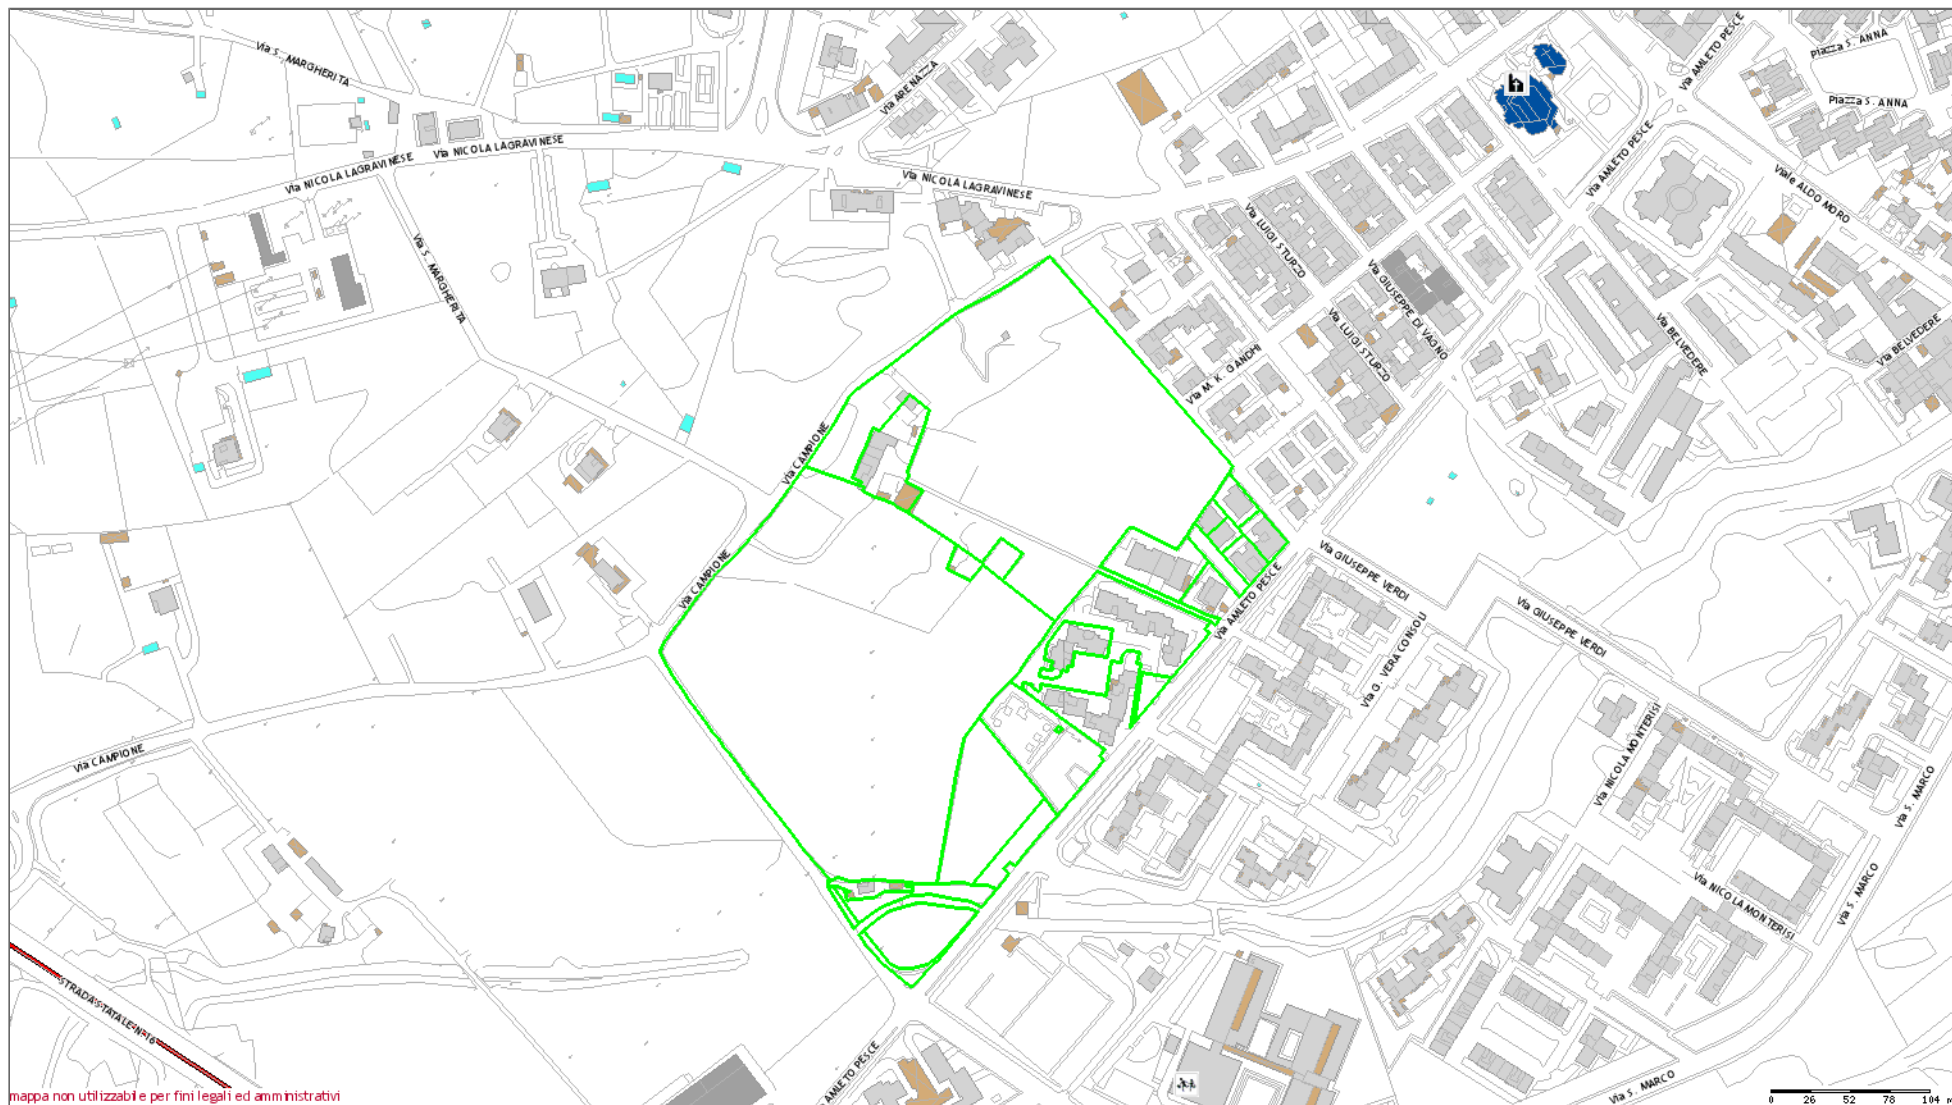 Via S. MARGHERITA
Via ARENAZZA
Via AMLETO PESCE
Piazza S. ANNA
Piazza S. ANNA
Via NICOLA LAGRAVINESE
Via NICOLA LAGRAVINESE
Via NICOLA LAGRAVINESE
Via AMLETO PESCE
Viale ALDO MORO
Via S. MARGHERITA
Via LUIGI STURZO
Via GIUSEPPE DI VAGNO
Via LUIGI STURZO
Via M. K. GANDHI
Via BELVEDERE
Via BELVEDERE
Via CAMPIONE
Via CAMPIONE
Via GIUSEPPE VERDI
Via AMLETO PESCE
Via GIUSEPPE VERDI
Via G. VERA CONSOLI
Via NICOLA MONTERISI
Via CAMPIONE
Via S. MARCO
Via S. MARCO
Via NICOLA MONTERISI
STRADA STATALE N. 16
AMLETO PESCE
Via S. MARCO
mappa non utilizzabile per fini legali ed amministrativi
0 26 52 78 104 m